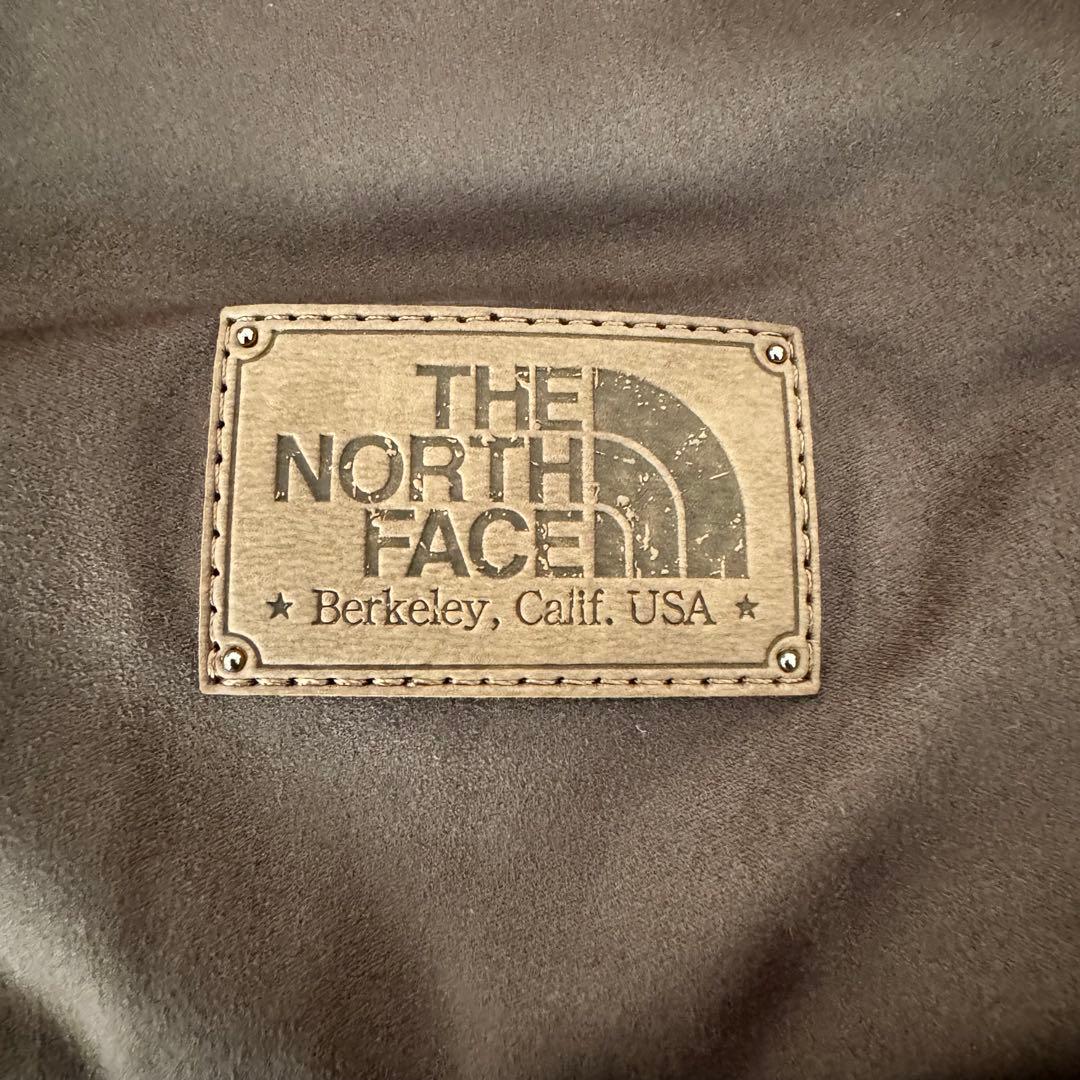 THE
NORTH
FACE
★ Berkeley, Calif. USA ★